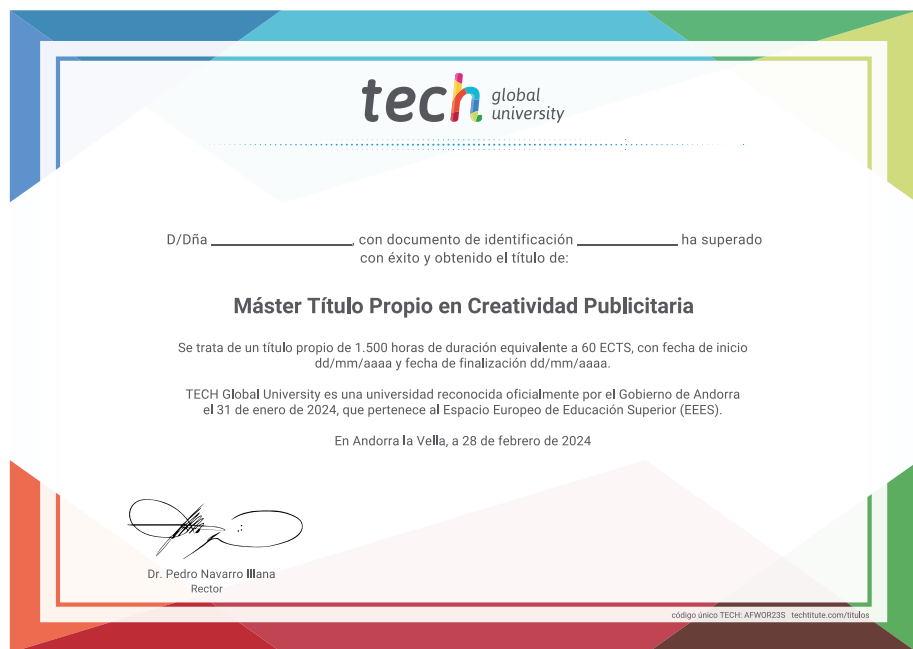 tech global
university
D/Dña ______________, con documento de identificación ____________ ha superado
con éxito y obtenido el título de:
Máster Título Propio en Creatividad Publicitaria
Se trata de un título propio de 1.500 horas de duración equivalente a 60 ECTS, con fecha de inicio
dd/mm/aaaa y fecha de finalización dd/mm/aaaa.
TECH Global University es una universidad reconocida oficialmente por el Gobierno de Andorra
el 31 de enero de 2024, que pertenece al Espacio Europeo de Educación Superior (EEES).
En Andorra la Vella, a 28 de febrero de 2024
Dr. Pedro Navarro Illana
Rector
código único TECH: AFWOR23S techtitute.com/titulos